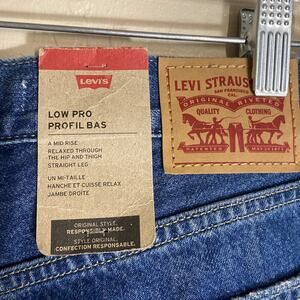 Levi's
LOW PRO
PROFIL BAS
A MID RISE
RELAXED THROUGH
THE HIP AND THIGH
STRAIGHT LEG
UN MI-TAILLE
HANCHE ET CUISSE RELAX
JAMBE DROITE
ORIGINAL STYLE.
RESPONSIBLY MADE.
STYLE ORIGINAL.
CONFECTION RESPONSABLE.
LEVI STRAUSS
SAN FRANCISCO
CAL.
ORIGINAL RIVETED
QUALITY CLOTHING